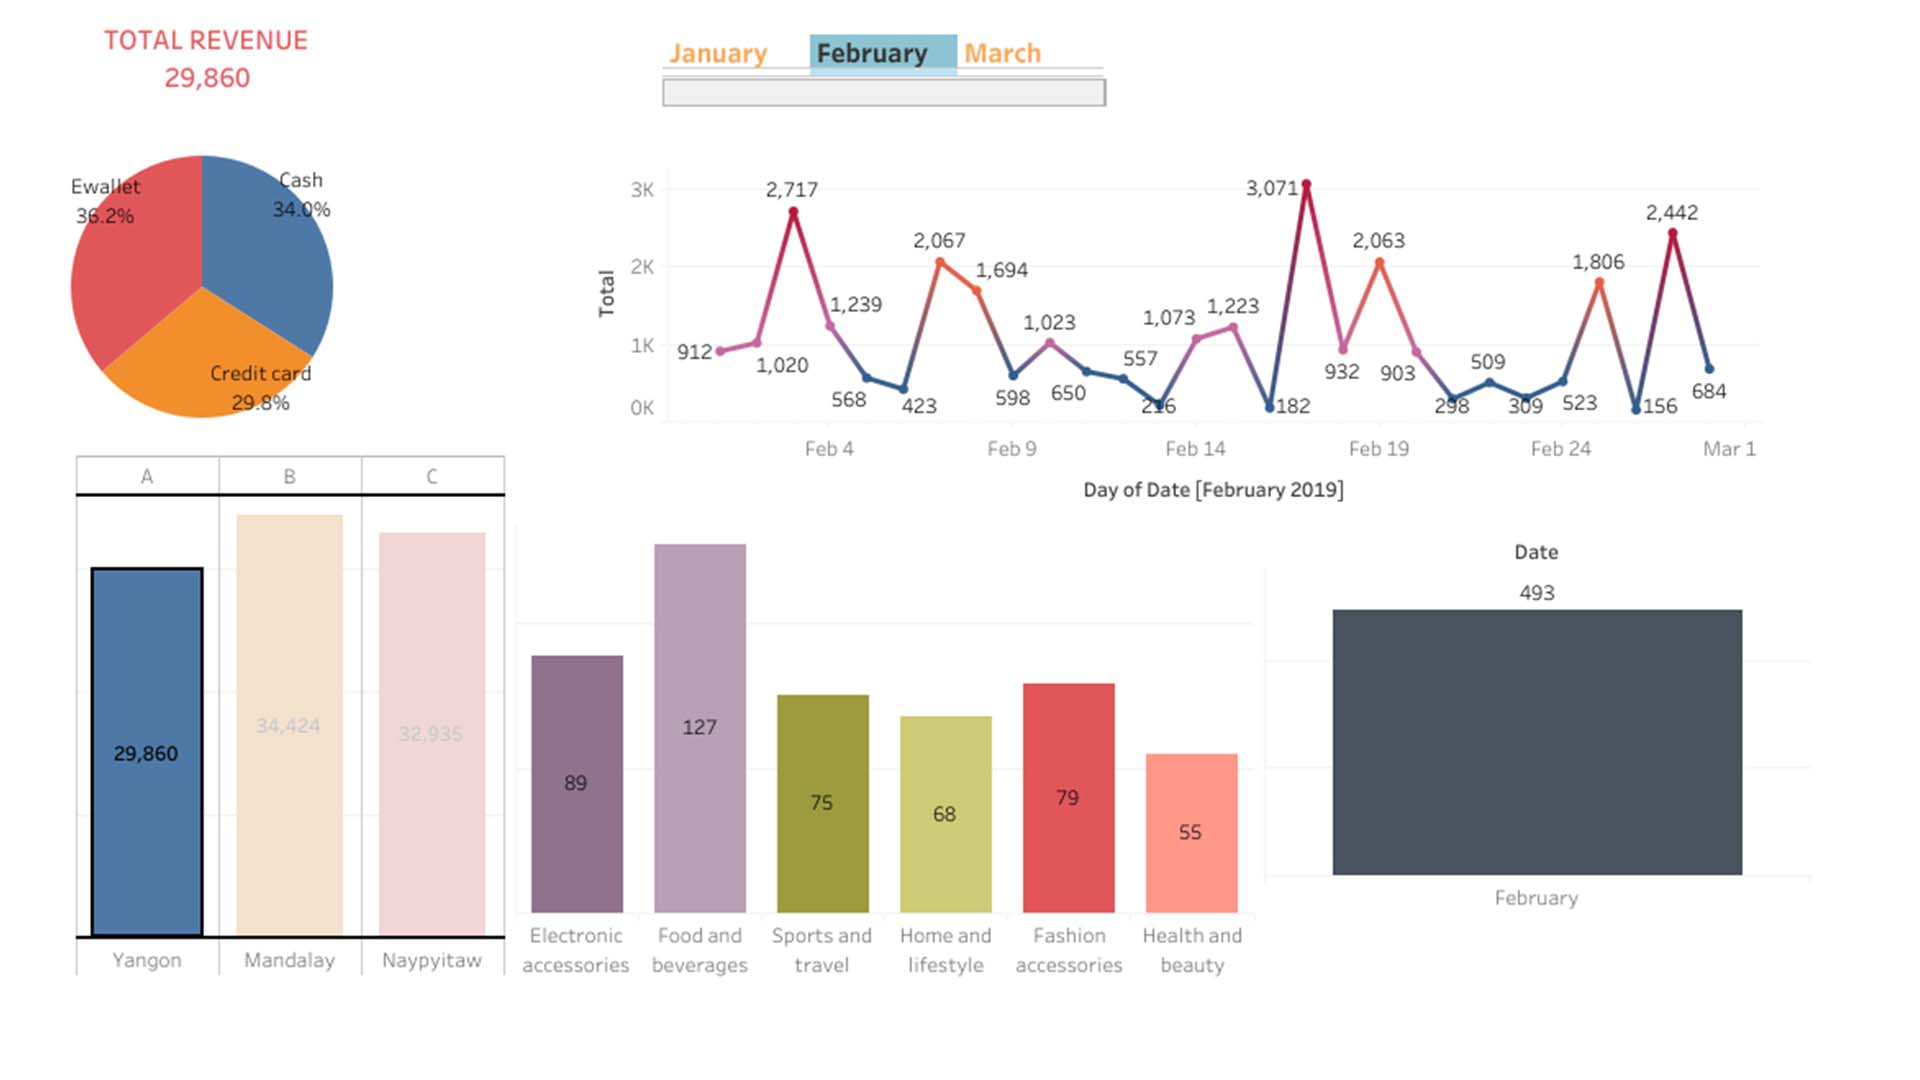 TOTAL REVENUE
29,860
January February March
Ewallet
36.2%
Cash
34.0%
Credit card
29.8%
Total
3K
2K
1K
0K
912
1,020
2,717
1,239
568
423
2,067
1,694
598
1,023
650
557
216
1,073
1,223
182
3,071
932
2,063
903
298
509
309
523
1,806
156
2,442
684
Feb 4 Feb 9 Feb 14 Feb 19 Feb 24 Mar 1
Day of Date [February 2019]
A B C
29,860 34,424 32,935
Yangon Mandalay Naypyitaw
89 127 75 68 79 55
Electronic accessories
Food and beverages
Sports and travel
Home and lifestyle
Fashion accessories
Health and beauty
Date
493
February